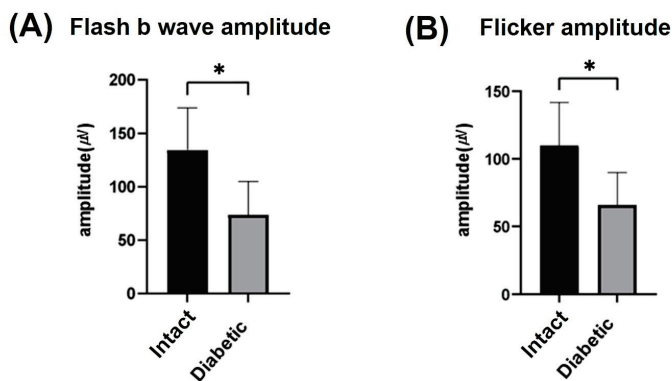 (A) Flash b wave amplitude
*
amplitude(μV)
200
150
100
50
0
Intact
Diabetic
(B) Flicker amplitude
*
amplitude(μV)
150
100
50
0
Intact
Diabetic